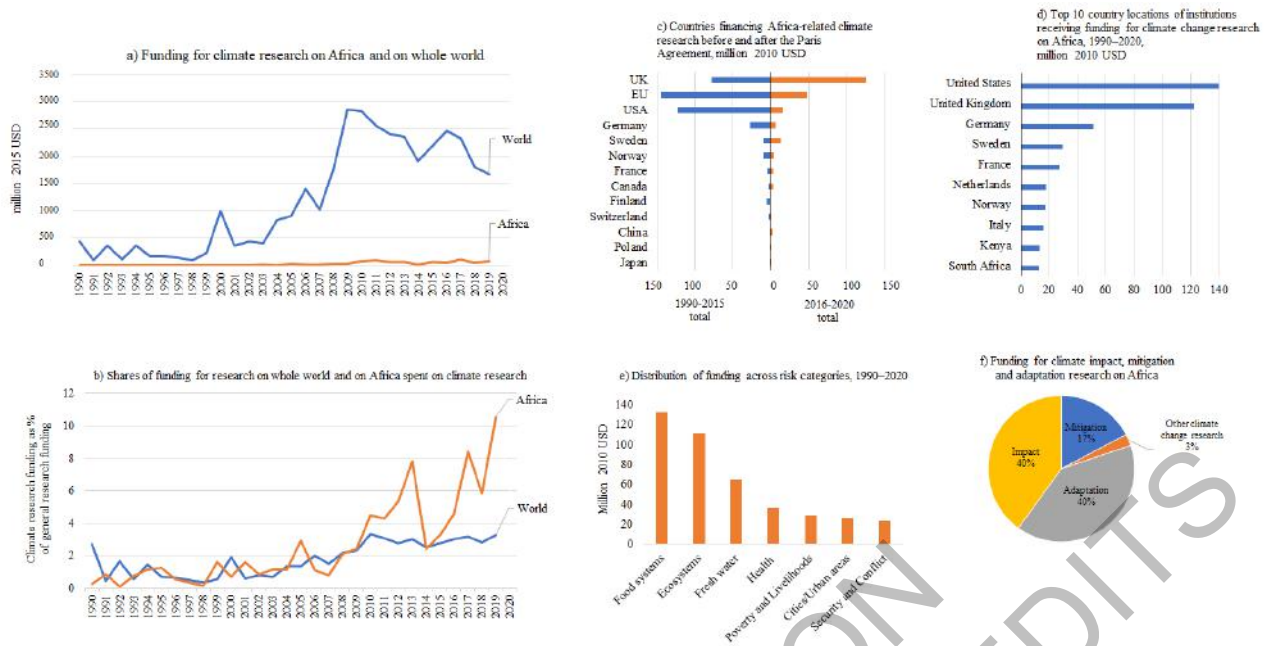 a) Funding for climate research on Africa and on whole world
3500
3000
2500
2000
1500
1000
500
0
million 2015 USD
World
Africa
1990
1991
1992
1993
1994
1995
1996
1997
1998
1999
2000
2001
2002
2003
2004
2005
2006
2007
2008
2009
2010
2011
2012
2013
2014
2015
2016
2017
2018
2019
2020
c) Countries financing Africa-related climate
research before and after the Paris
Agreement, million 2010 USD
UK
EU
USA
Germany
Sweden
Norway
France
Canada
Finland
Switzerland
China
Poland
Japan
150 100 50 0 50 100 150
1990-2015
total
2016-2020
total
d) Top 10 country locations of institutions
receiving funding for climate change research
on Africa, 1990–2020,
million 2010 USD
United States
United Kingdom
Germany
Sweden
France
Netherlands
Norway
Italy
Kenya
South Africa
0 20 40 60 80 100 120 140
b) Shares of funding for research on whole world and on Africa spent on climate research
12
10
8
6
4
2
0
Climate research funding as %
of general research funding
Africa
World
1990
1991
1992
1993
1994
1995
1996
1997
1998
1999
2000
2001
2002
2003
2004
2005
2006
2007
2008
2009
2010
2011
2012
2013
2014
2015
2016
2017
2018
2019
2020
e) Distribution of funding across risk categories, 1990–2020
140
120
100
80
60
40
20
0
Million 2010 USD
Food systems
Ecosystems
Fresh water
Health
Poverty and Livelihoods
Cities/Urban areas
Security and Conflict
f) Funding for climate impact, mitigation
and adaptation research on Africa
Mitigation
17%
Other climate
change research
3%
Impact
40%
Adaptation
40%
ON
EDITS